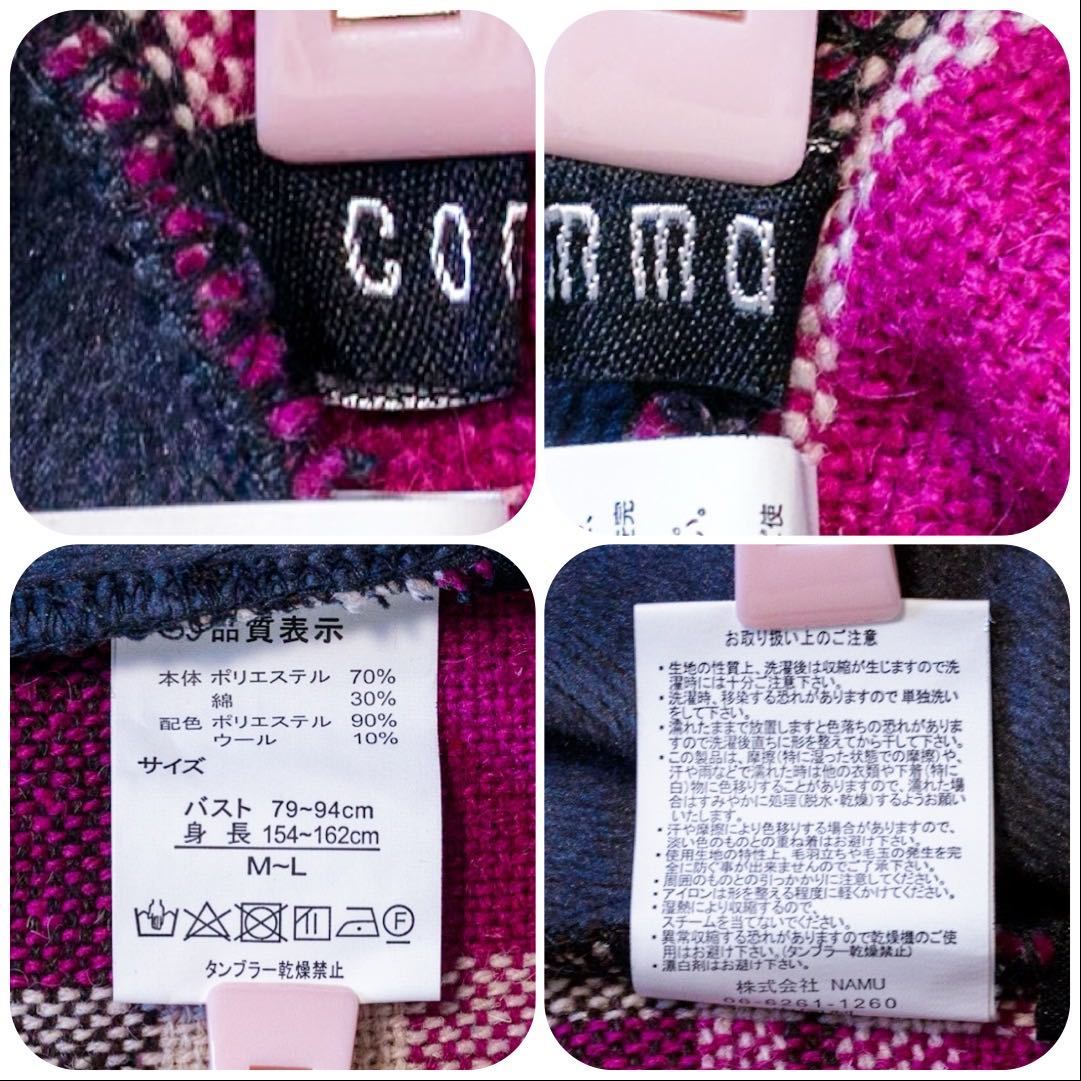 com
mma
品質表示
本体 ポリエステル 70%
綿 30%
配色 ポリエステル 90%
ウール 10%
サイズ
バスト 79~94cm
身長 154~162cm
M~L
F
タンブラー乾燥禁止
お取り扱い上のご注意
・生地の性質上、洗濯後は収縮が生じますので洗
濯時には十分ご注意下さい。
・洗濯時、移染する恐れがありますので 単独洗い
をして下さい。
・濡れたままで放置しますと色落ちの恐れがありま
すので洗濯後直ちに形を整えてから干して下さい。
・この製品は、摩擦(特に湿った状態での摩擦)や、
汗や雨などで濡れた時は他の衣類や下着(特に
白)物に色移りすることがありますので、濡れた場
合はすみやかに処理(脱水・乾燥)するようお願い
いたします。
・汗や摩擦により色移りする場合がありますので、
淡い色のものとの重ね着はお避け下さい。
・使用生地の特性上、毛羽立ちや毛玉の発生を完
全に防ぐ事が出来ませんのでご了承下さい。
・周囲のものとの引っかかりに注意してください。
・アイロンは形を整える程度に軽くかけてください。
・湿熱により収縮するので、
スチームを当てないでください。
・異常収縮する恐れがありますので乾燥機のご使
用はお避け下さい。(タンブラー乾燥禁止)
・漂白剤はお避け下さい。
株式会社 NAMU
06-6261-1260